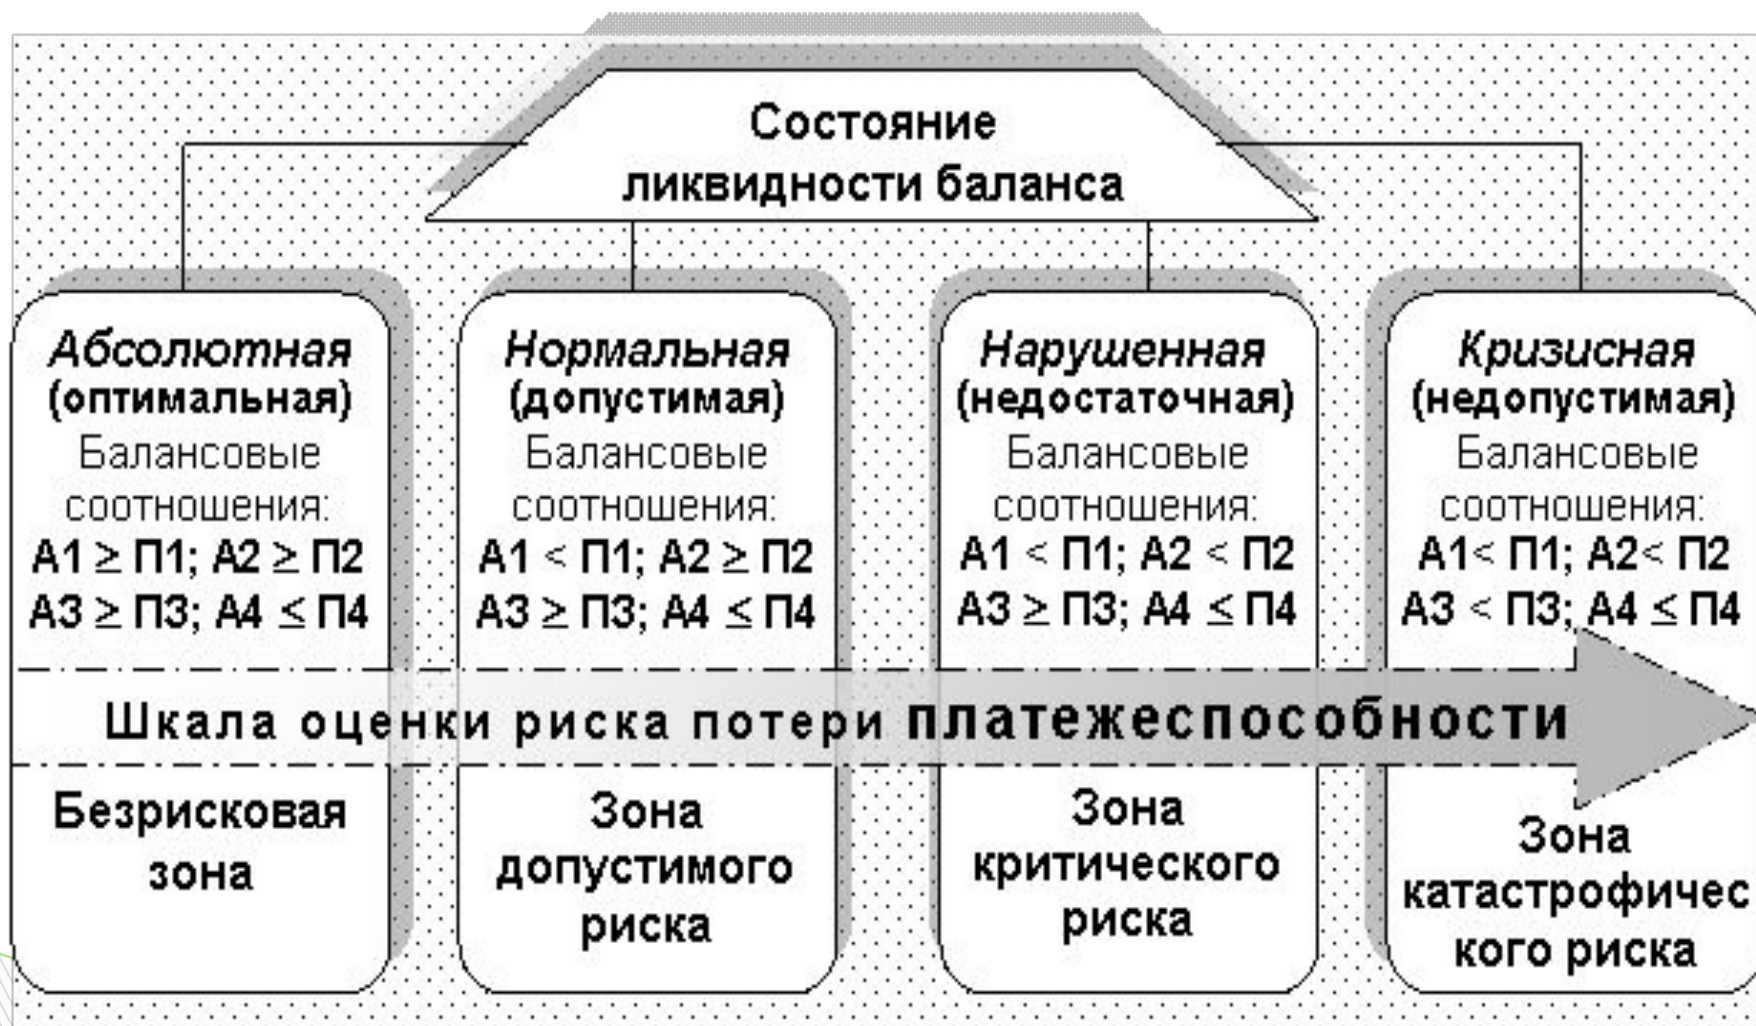 Состояние
ликвидности баланса
Абсолютная
(оптимальная)
Балансовые
соотношения:
А1 ≥ П1; А2 ≥ П2
А3 ≥ П3; А4 ≤ П4
Нормальная
(допустимая)
Балансовые
соотношения:
А1 < П1; А2 ≥ П2
А3 ≥ П3; А4 ≤ П4
Нарушенная
(недостаточная)
Балансовые
соотношения:
А1 < П1; А2 < П2
А3 ≥ П3; А4 ≤ П4
Кризисная
(недопустимая)
Балансовые
соотношения:
А1< П1; А2< П2
А3 < П3; А4 ≤ П4
Шкала оценки риска потери платежеспособности
Безрисковая
зона
Зона
допустимого
риска
Зона
критического
риска
Зона
катастрофичес
кого риска